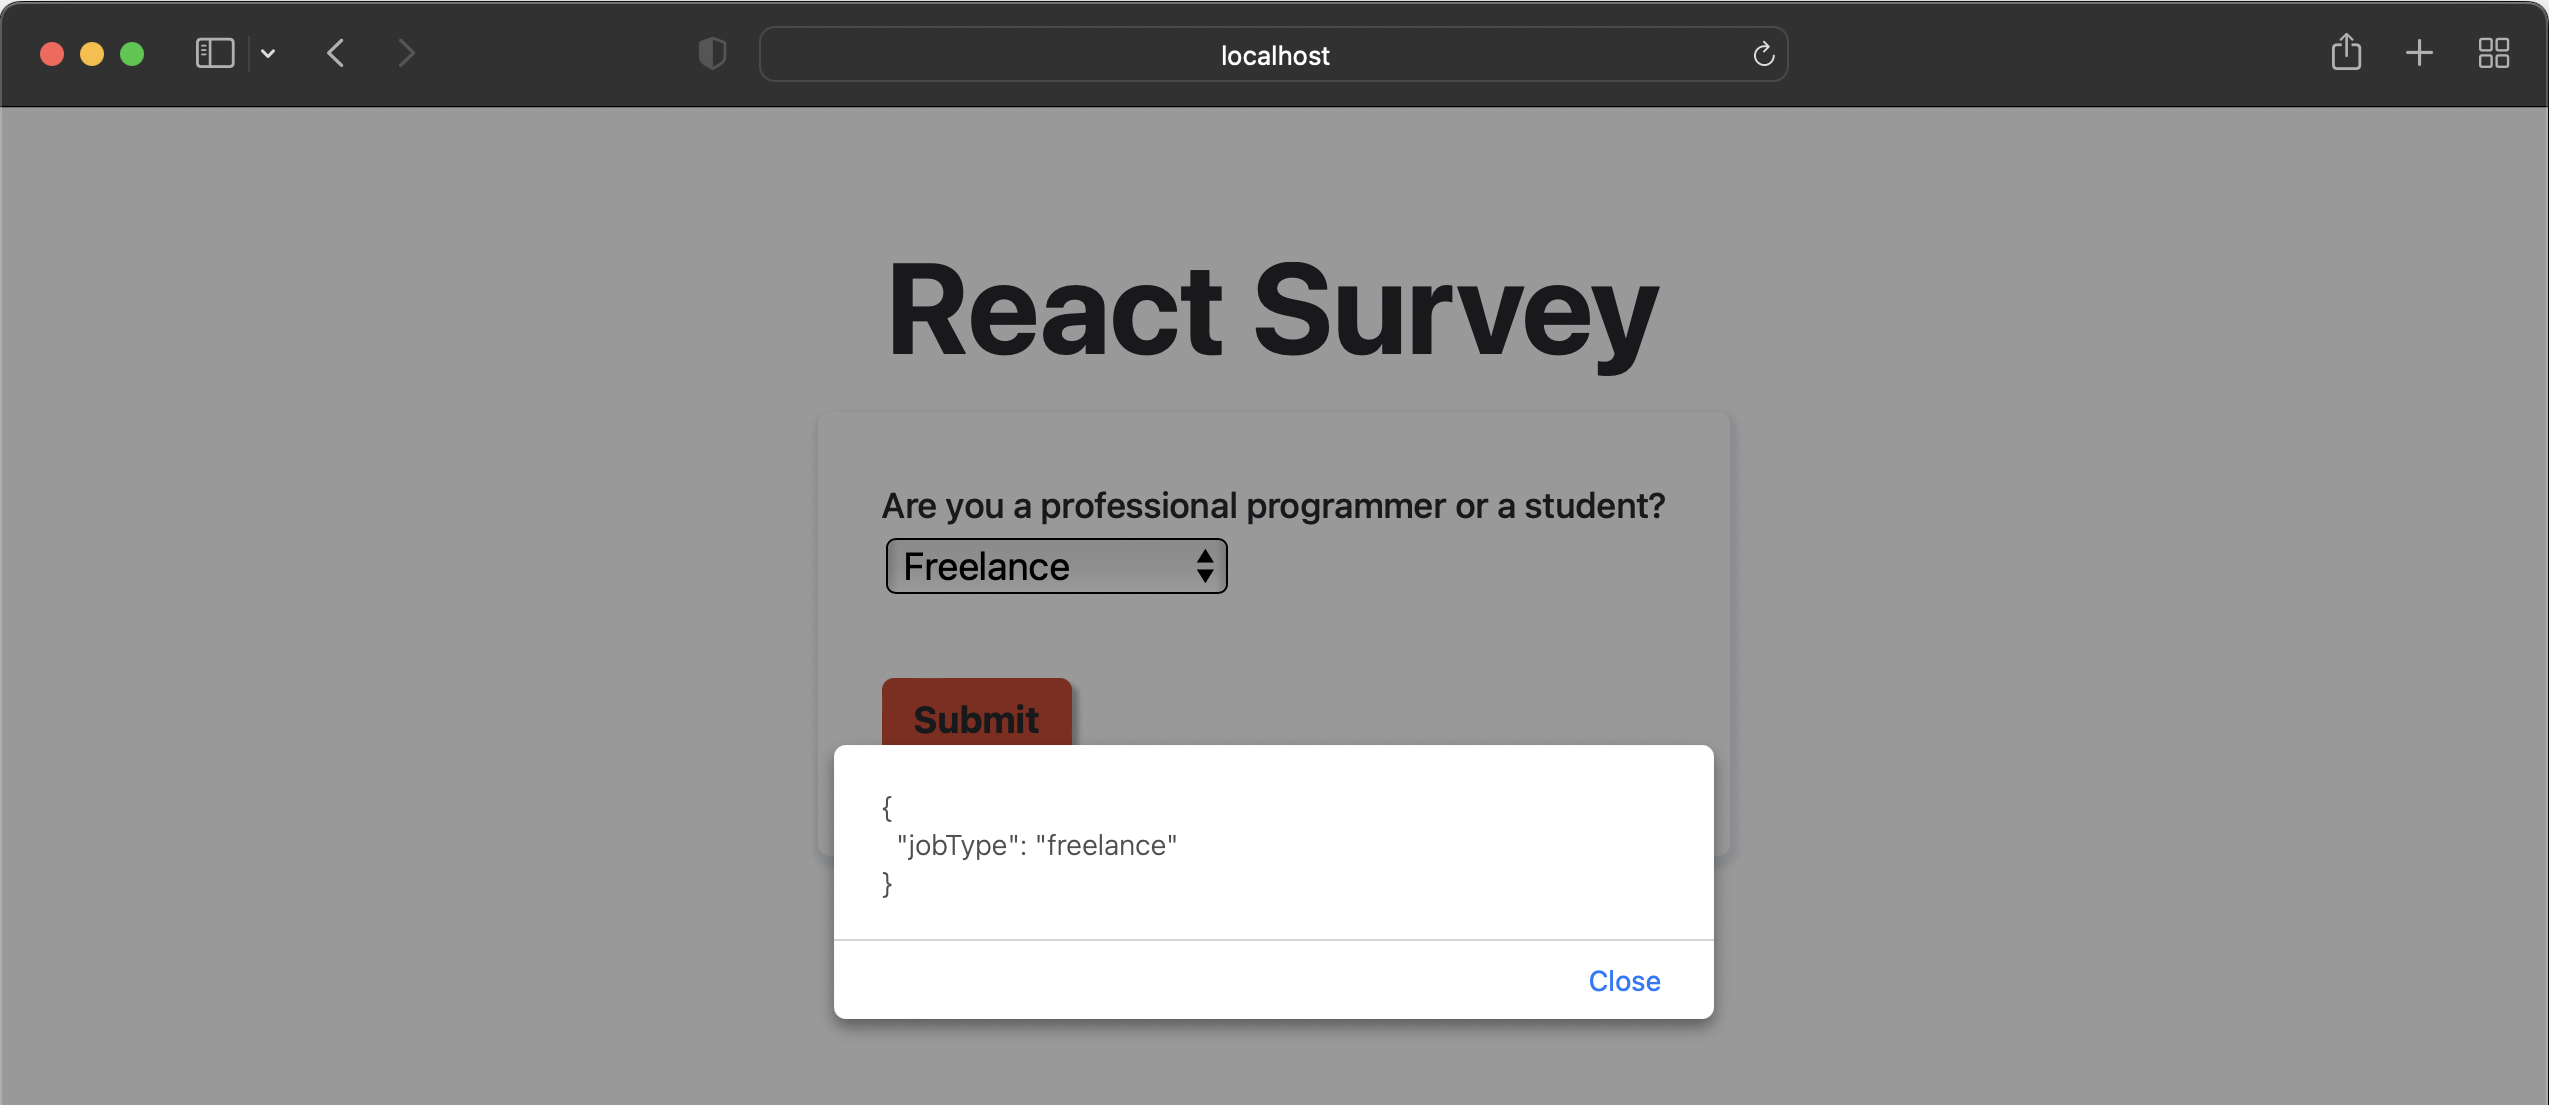 localhost
React Survey
Are you a professional programmer or a student?
Freelance
Submit
{
"jobType": "freelance"
}
Close